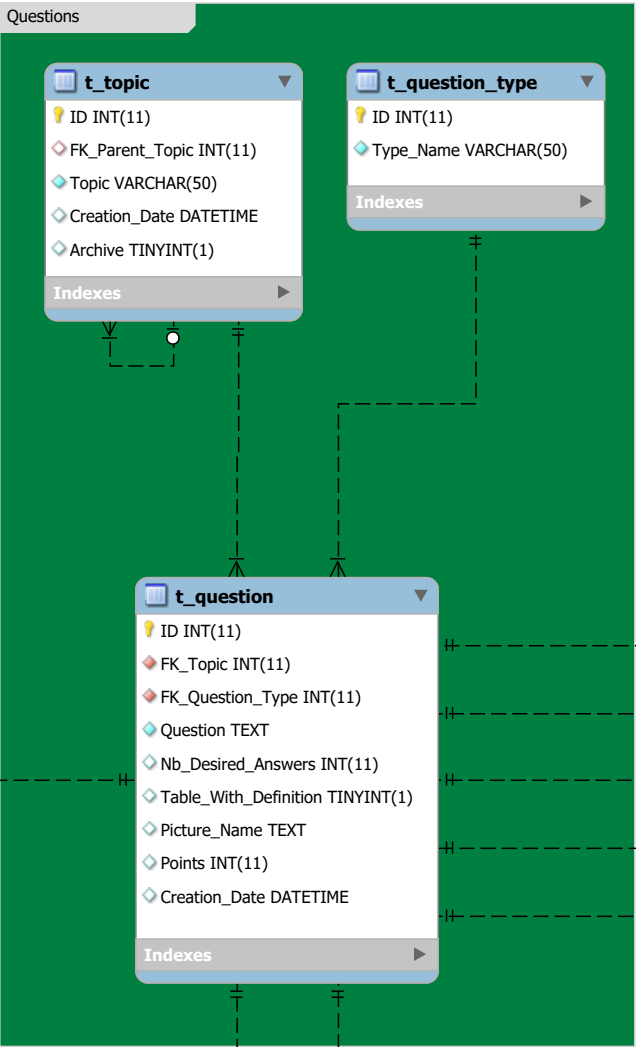 Questions
t_topic
ID INT(11)
FK_Parent_Topic INT(11)
Topic VARCHAR(50)
Creation_Date DATETIME
Archive TINYINT(1)
Indexes
t_question_type
ID INT(11)
Type_Name VARCHAR(50)
Indexes
t_question
ID INT(11)
FK_Topic INT(11)
FK_Question_Type INT(11)
Question TEXT
Nb_Desired_Answers INT(11)
Table_With_Definition TINYINT(1)
Picture_Name TEXT
Points INT(11)
Creation_Date DATETIME
Indexes